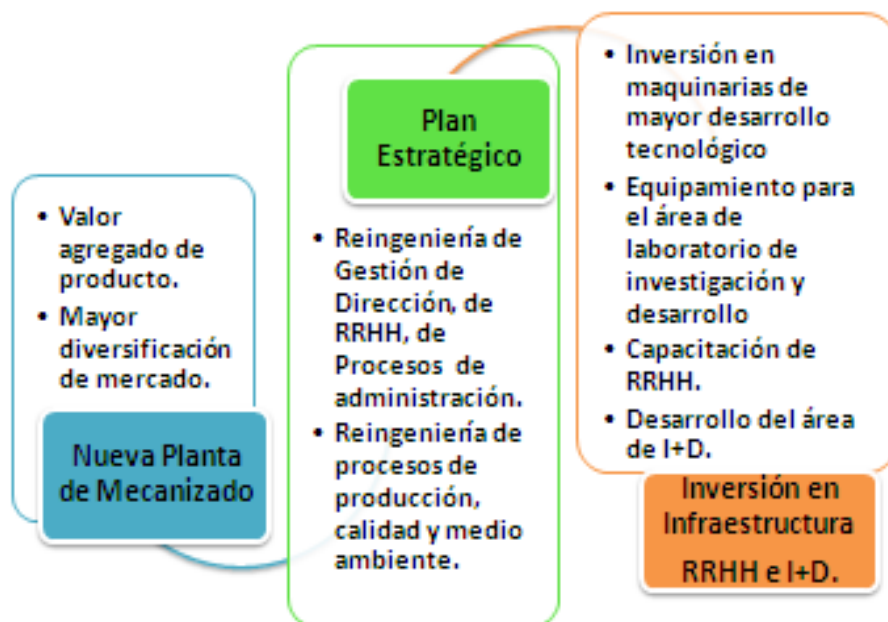 • Valor
agregado de
producto.
• Mayor
diversificación
de mercado.
Nueva Planta
de Mecanizado
Plan
Estratégico
• Reingeniería de
Gestión de
Dirección, de
RRHH, de
Procesos de
administración.
• Reingeniería de
procesos de
producción,
calidad y medio
ambiente.
• Inversión en
maquinarias de
mayor desarrollo
tecnológico
• Equipamiento para
el área de
laboratorio de
investigación y
desarrollo
• Capacitación de
RRHH.
• Desarrollo del área
de I+D.
Inversión en
Infraestructura
RRHH e I+D.